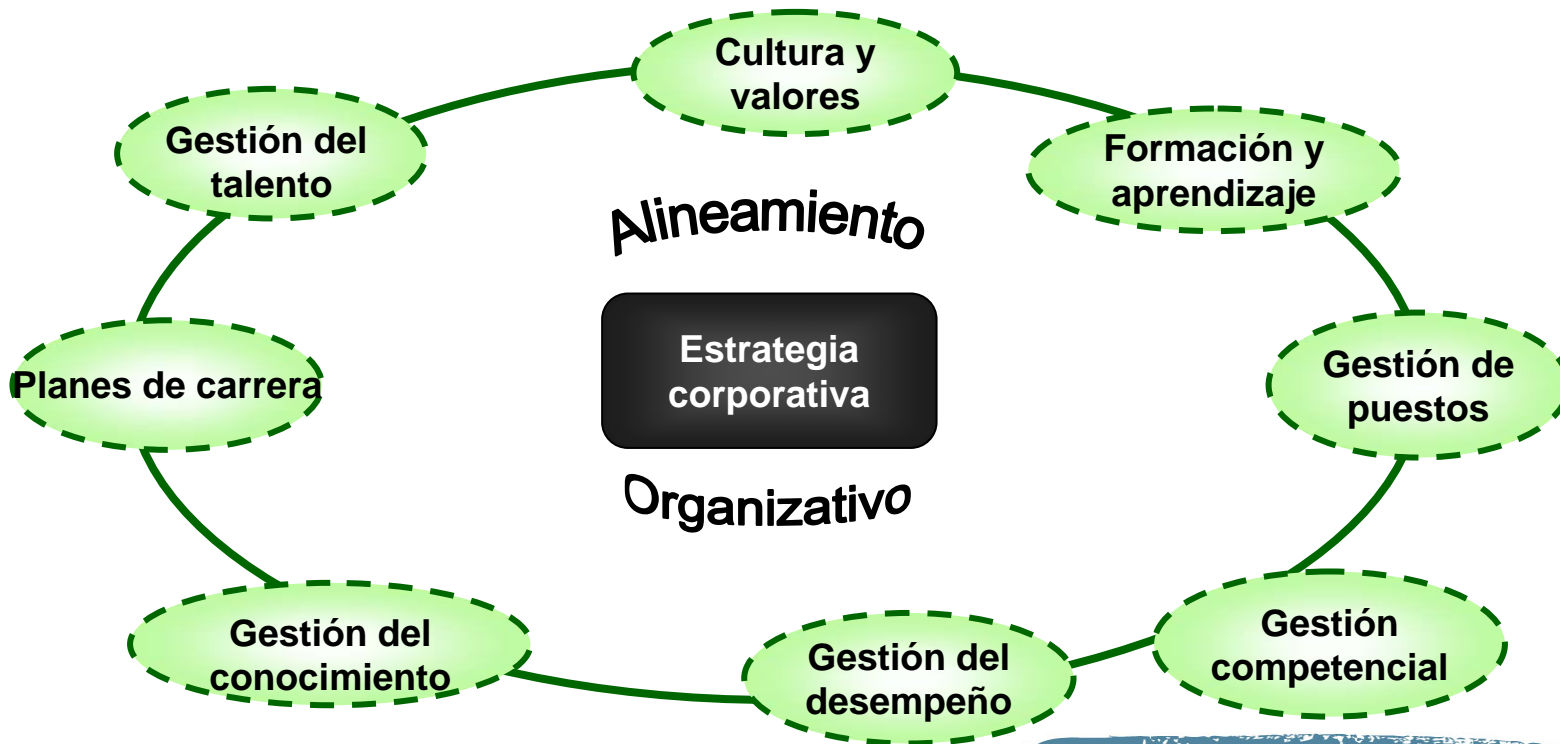 Cultura y
valores
Gestión del
talento
Formación y
aprendizaje
Alineamiento
Estrategia
corporativa
Planes de carrera
Gestión de
puestos
Organizativo
Gestión del
conocimiento
Gestión del
desempeño
Gestión
competencial